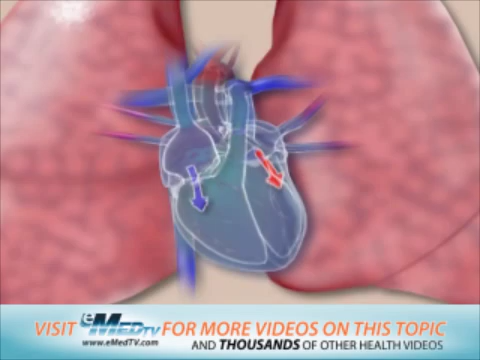 VISIT eMedTV FOR MORE VIDEOS ON THIS TOPIC
www.eMedTV.com AND THOUSANDS OF OTHER HEALTH VIDEOS